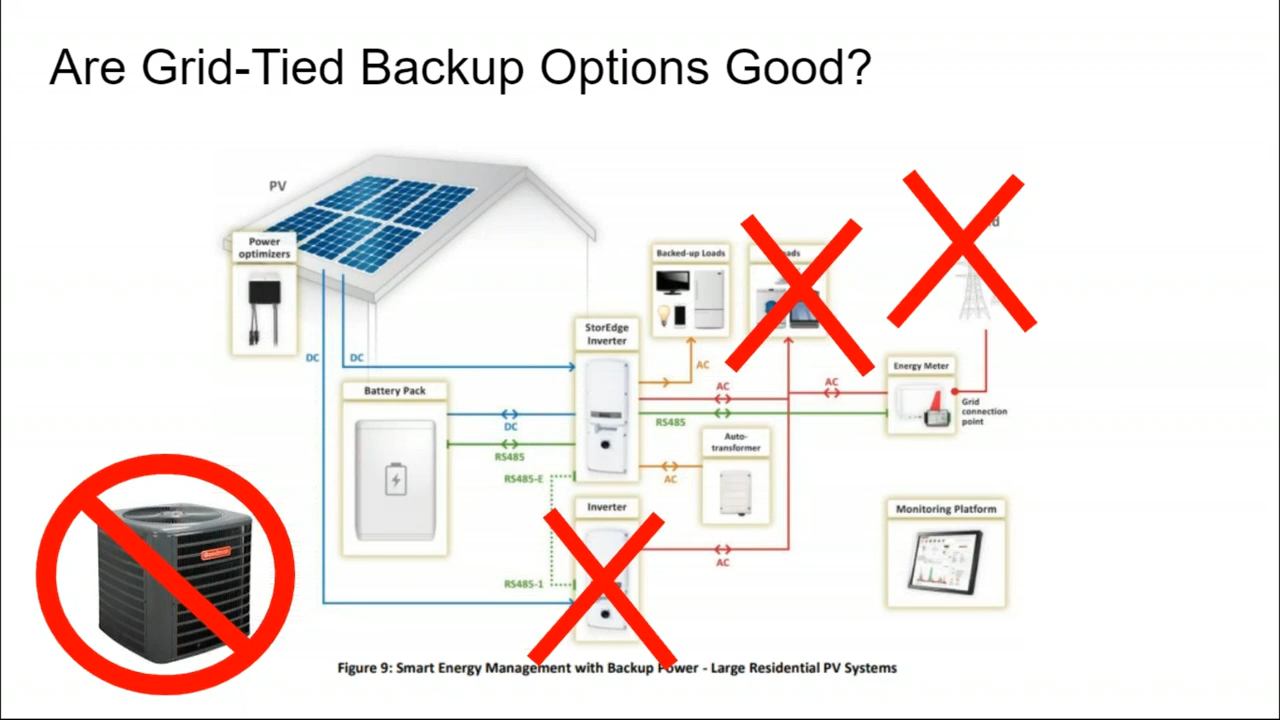 Are Grid-Tied Backup Options Good?
PV
Power
optimizers
Backed-up Loads
StorEdge
Inverter
DC
DC
AC
Energy Meter
AC
AC
Battery Pack
Grid
connection
point
DC
RS485
RS485
Auto-
transformer
RS485-E
AC
Inverter
Monitoring Platform
Goodman
AC
RS485-1
Figure 9: Smart Energy Management with Backup Power - Large Residential PV Systems